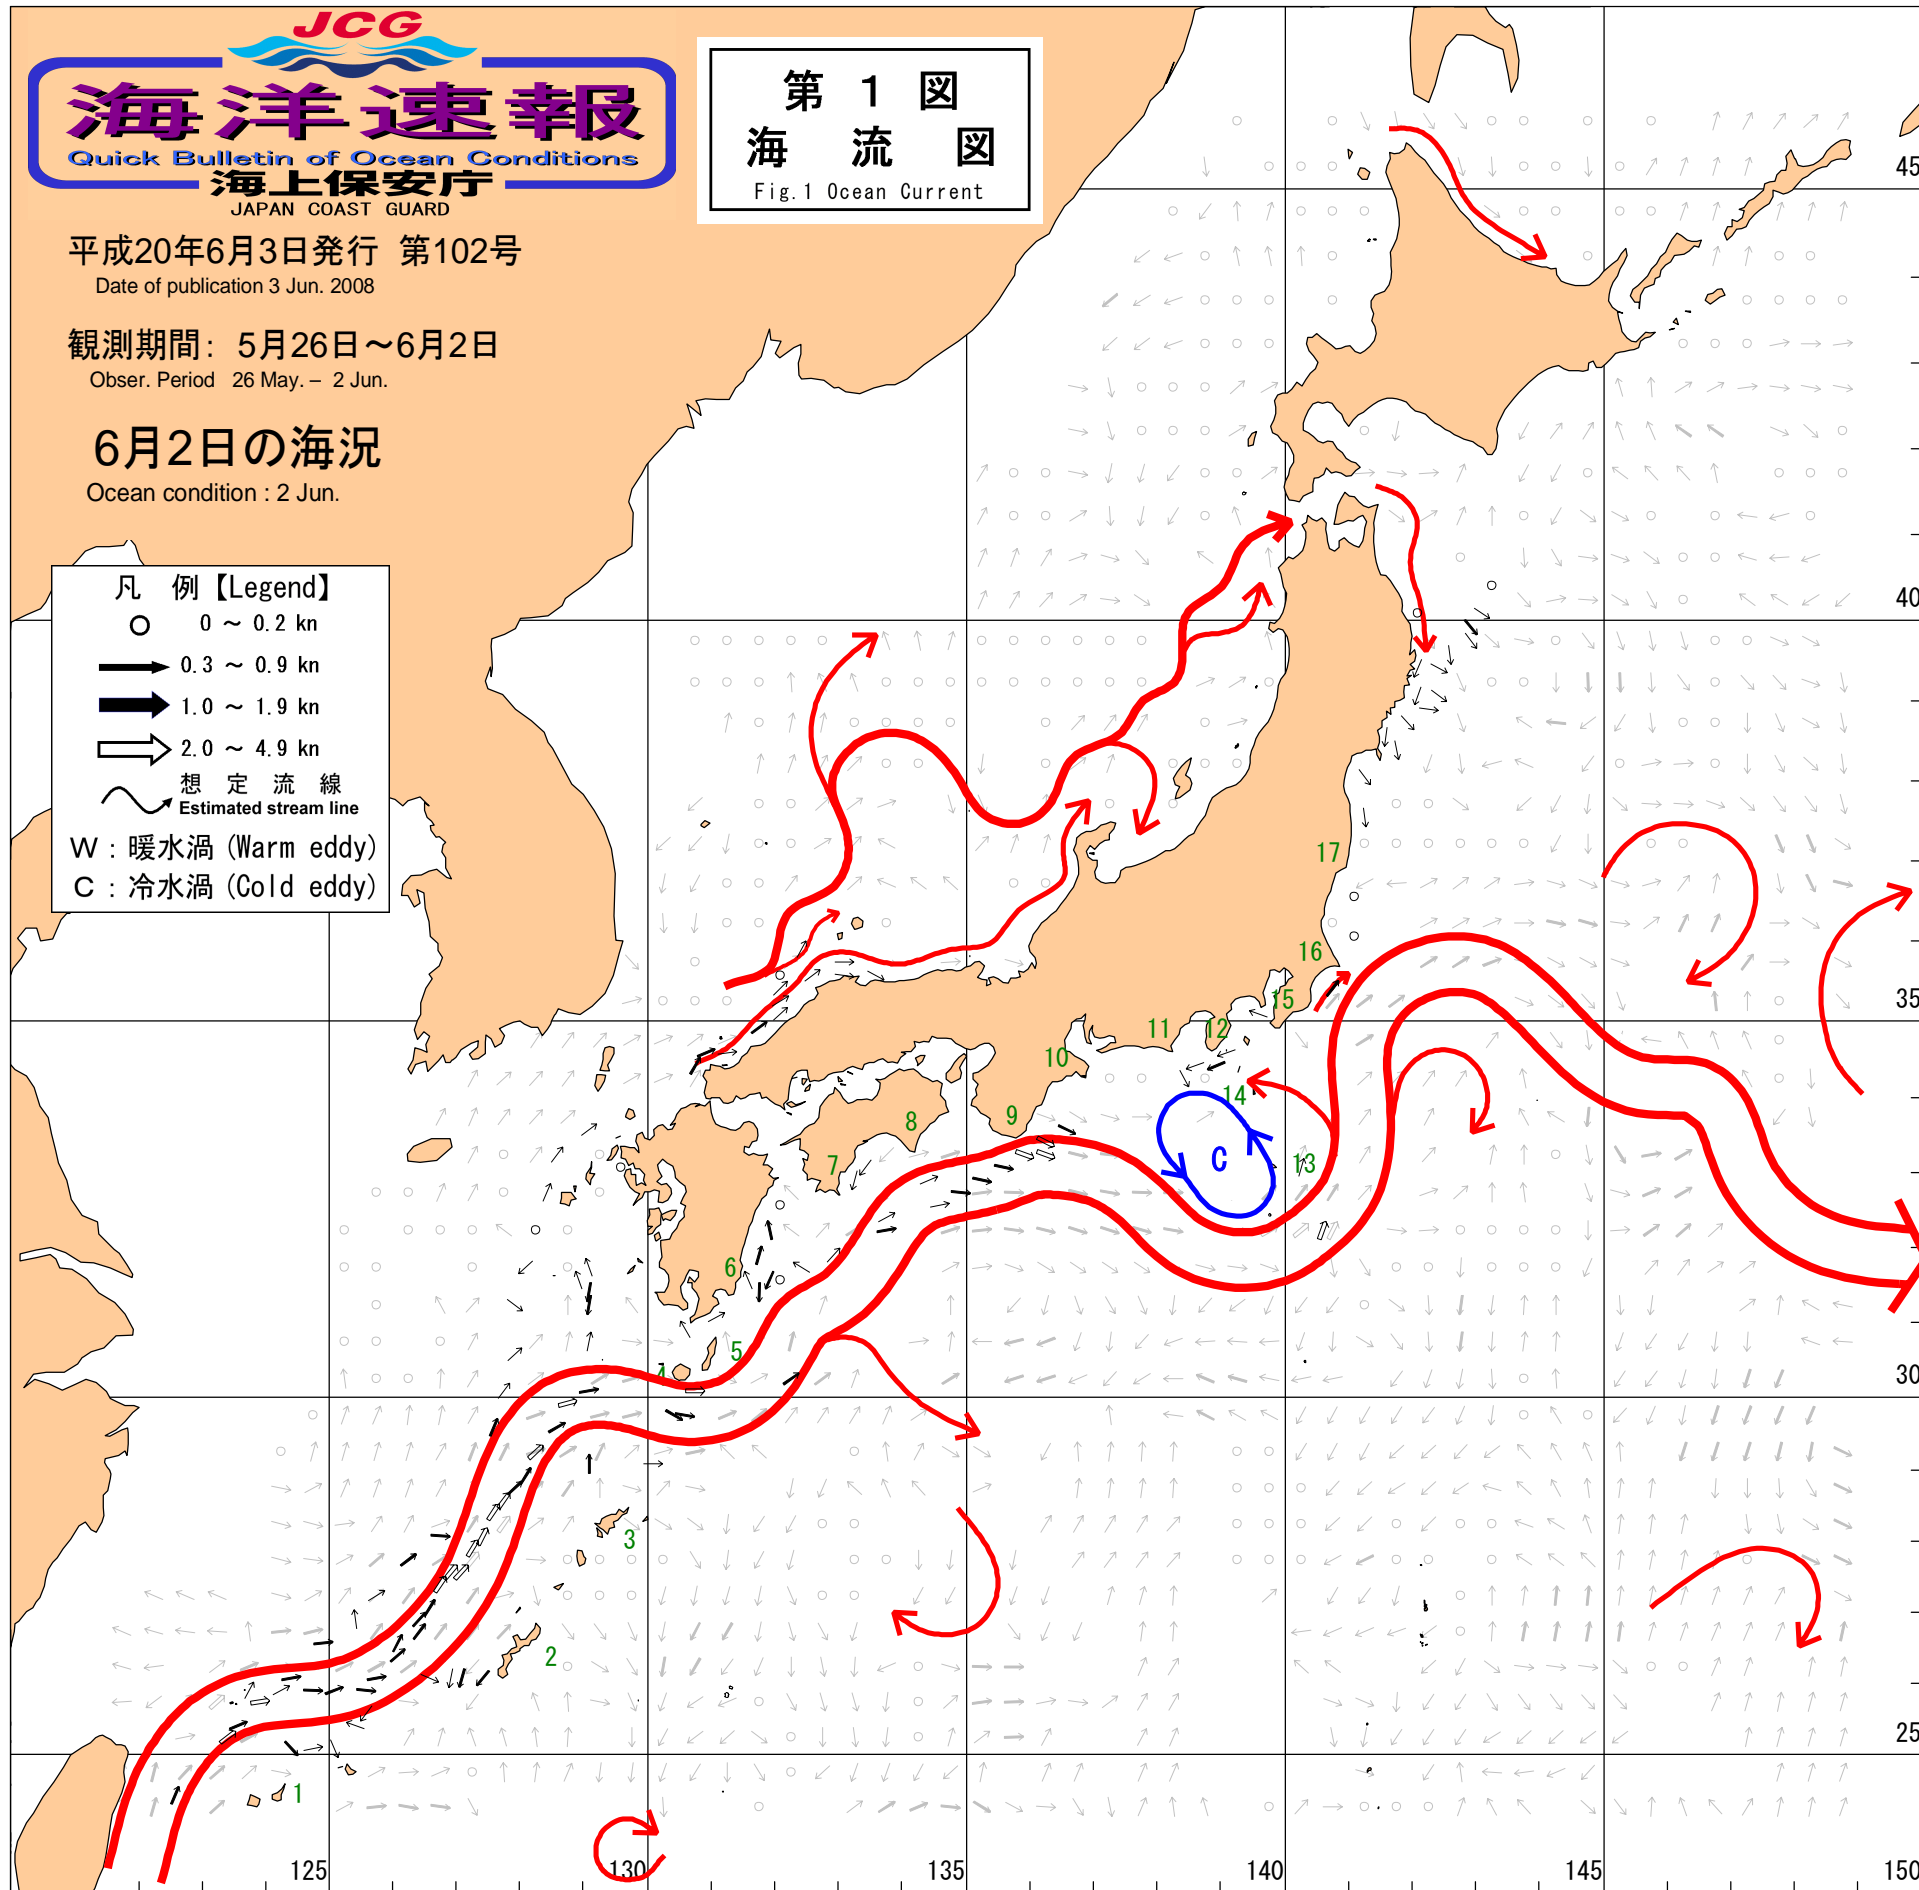 JCG
海洋速報
Quick Bulletin of Ocean Conditions
海上保安庁
JAPAN COAST GUARD
第 1 図
海 流 図
Fig.1 Ocean Current
平成20年6月3日発行 第102号
Date of publication 3 Jun. 2008
観測期間: 5月26日~6月2日
Obser. Period 26 May. – 2 Jun.
6月2日の海況
Ocean condition : 2 Jun.
凡 例【Legend】
0 ~ 0.2 kn
0.3 ~ 0.9 kn
1.0 ~ 1.9 kn
2.0 ~ 4.9 kn
想 定 流 線
Estimated stream line
W : 暖水渦 (Warm eddy)
C : 冷水渦 (Cold eddy)
45
40
17
16
35
15
12
11
10
14
9
8
C
13
7
6
5
4
30
3
2
25
1
125
130
135
140
145
150